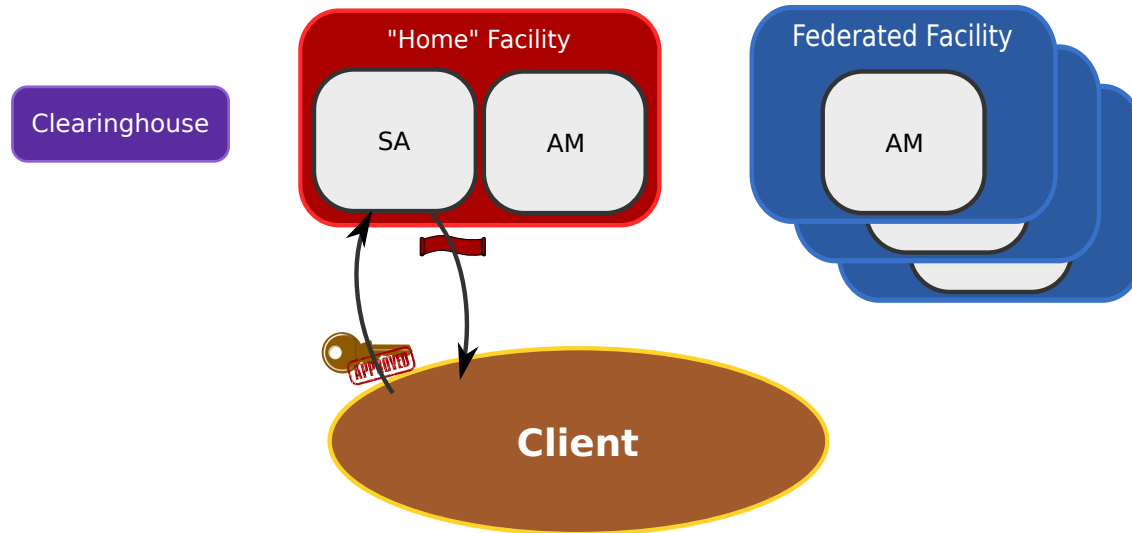 Clearinghouse
"Home" Facility
SA
AM
Federated Facility
AM
APPROVED
Client